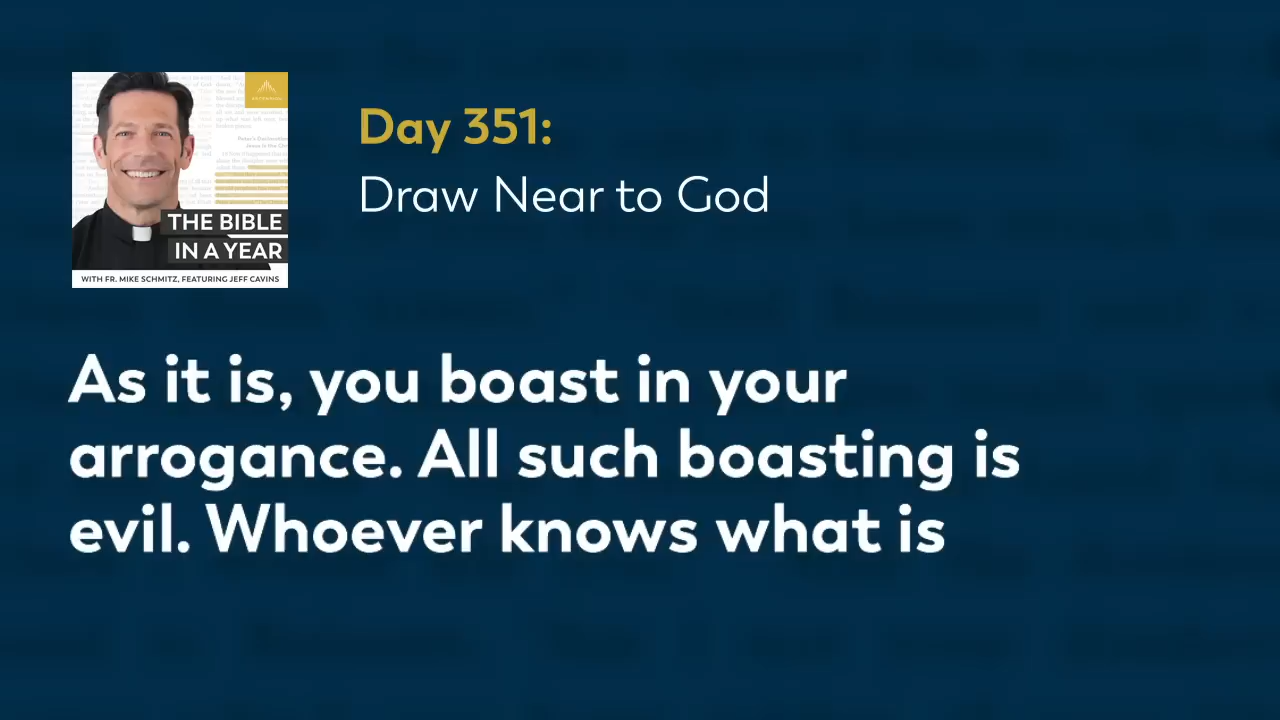 Day 351:
Draw Near to God
THE BIBLE
IN A YEAR
WITH FR. MIKE SCHMITZ, FEATURING JEFF CAVINS
As it is, you boast in your
arrogance. All such boasting is
evil. Whoever knows what is